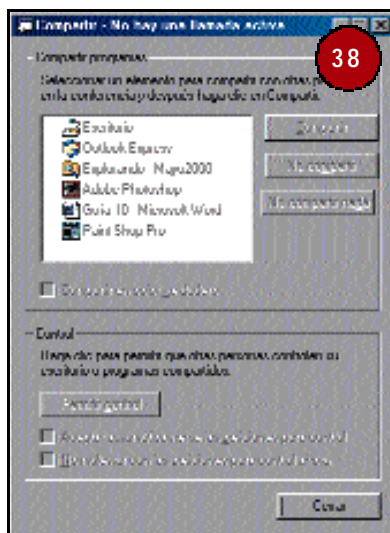 Compartir - No hay una llamada activa
38
Compartir programas
Seleccionar un elemento para compartir con otras
en la conferencia y después haga clic en Compartir.
Escritorio
Outlook Express
Explorando - Mayo2000
Adobe Photoshop
Guia 10 - Microsoft Word
Paint Shop Pro
Compartir
No compartir
No compartir nada
Compartir en color verdadero
Control
Haga clic para permitir que otras personas controlen su
escritorio o programas compartidos.
Permitir control
Cerrar